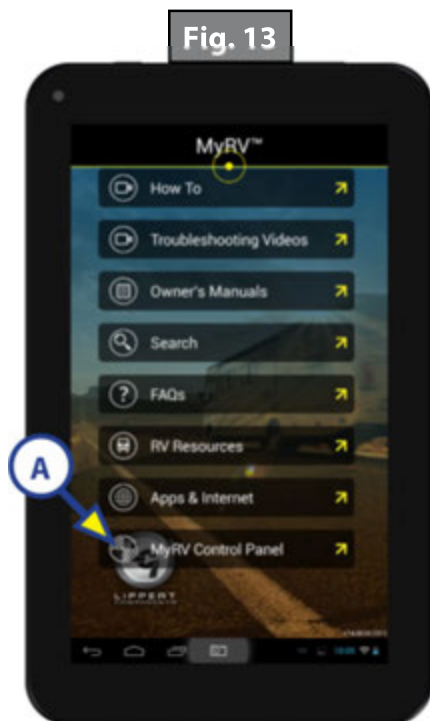 Fig. 13
MyRV™
How To
Troubleshooting Videos
Owner's Manuals
Search
FAQs
RV Resources
Apps & Internet
A
MyRV Control Panel
LIPPERT
COMPONENTS